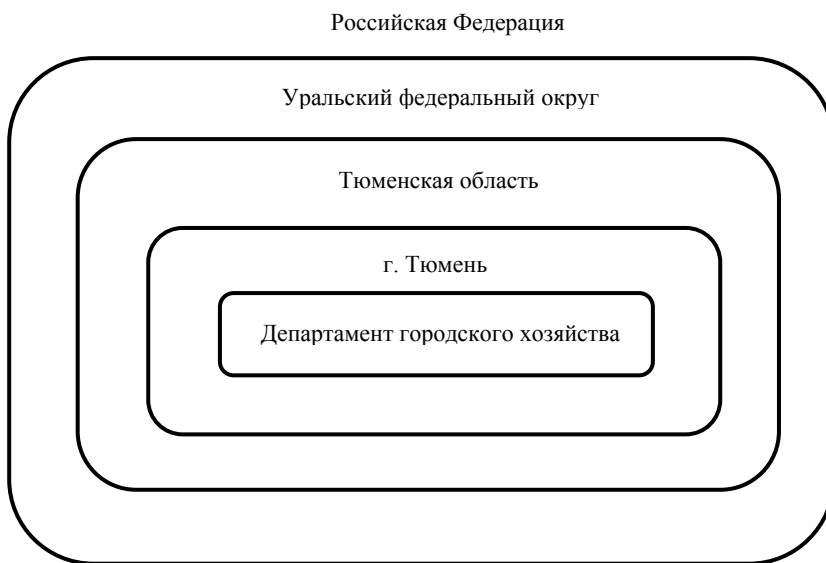 Российская Федерация
Уральский федеральный округ
Тюменская область
г. Тюмень
Департамент городского хозяйства